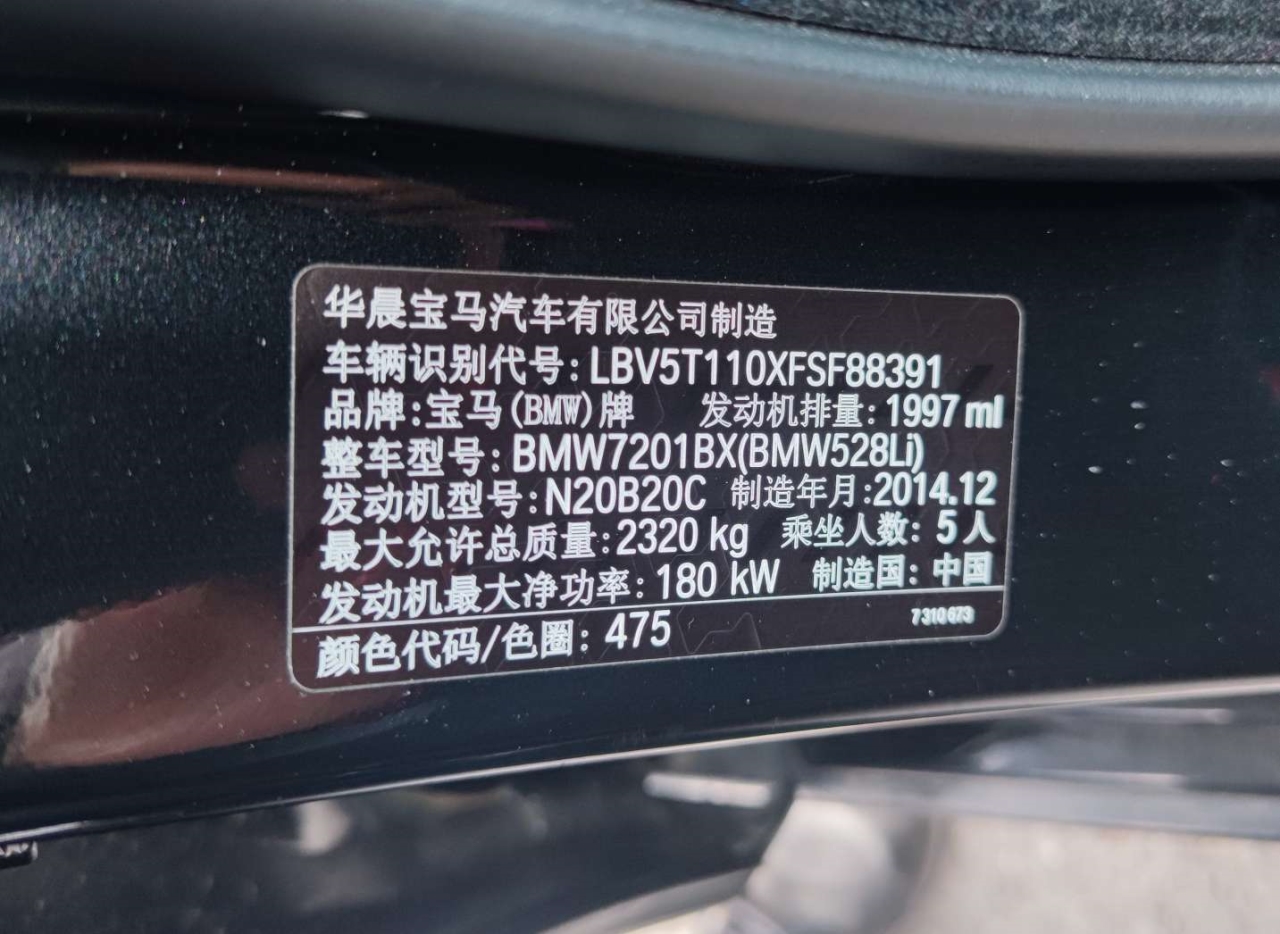 华晨宝马汽车有限公司制造
车辆识别代号:LBV5T110XFSF88391
品牌:宝马(BMW)牌 发动机排量:1997 ml
整车型号:BMW7201BX(BMW528Li)
发动机型号:N20B20C 制造年月:2014.12
最大允许总质量:2320 kg 乘坐人数:5人
发动机最大净功率:180 kW 制造国:中国
颜色代码/色圈:475 7310673